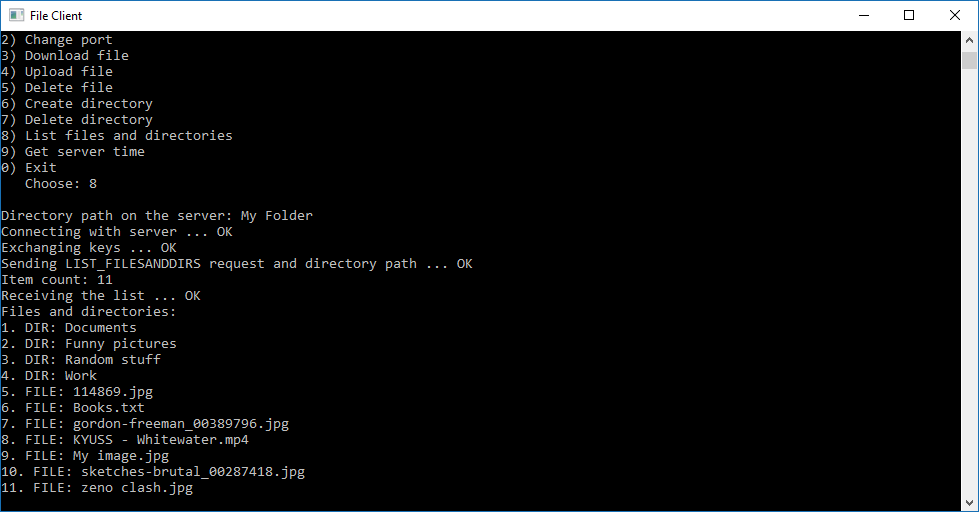 File Client
2) Change port
3) Download file
4) Upload file
5) Delete file
6) Create directory
7) Delete directory
8) List files and directories
9) Get server time
0) Exit
   Choose: 8
Directory path on the server: My Folder
Connecting with server ... OK
Exchanging keys ... OK
Sending LIST_FILESANDDIRS request and directory path ... OK
Item count: 11
Receiving the list ... OK
Files and directories:
1. DIR: Documents
2. DIR: Funny pictures
3. DIR: Random stuff
4. DIR: Work
5. FILE: 114869.jpg
6. FILE: Books.txt
7. FILE: gordon-freeman_00389796.jpg
8. FILE: KYUSS - Whitewater.mp4
9. FILE: My image.jpg
10. FILE: sketches-brutal_00287418.jpg
11. FILE: zeno clash.jpg